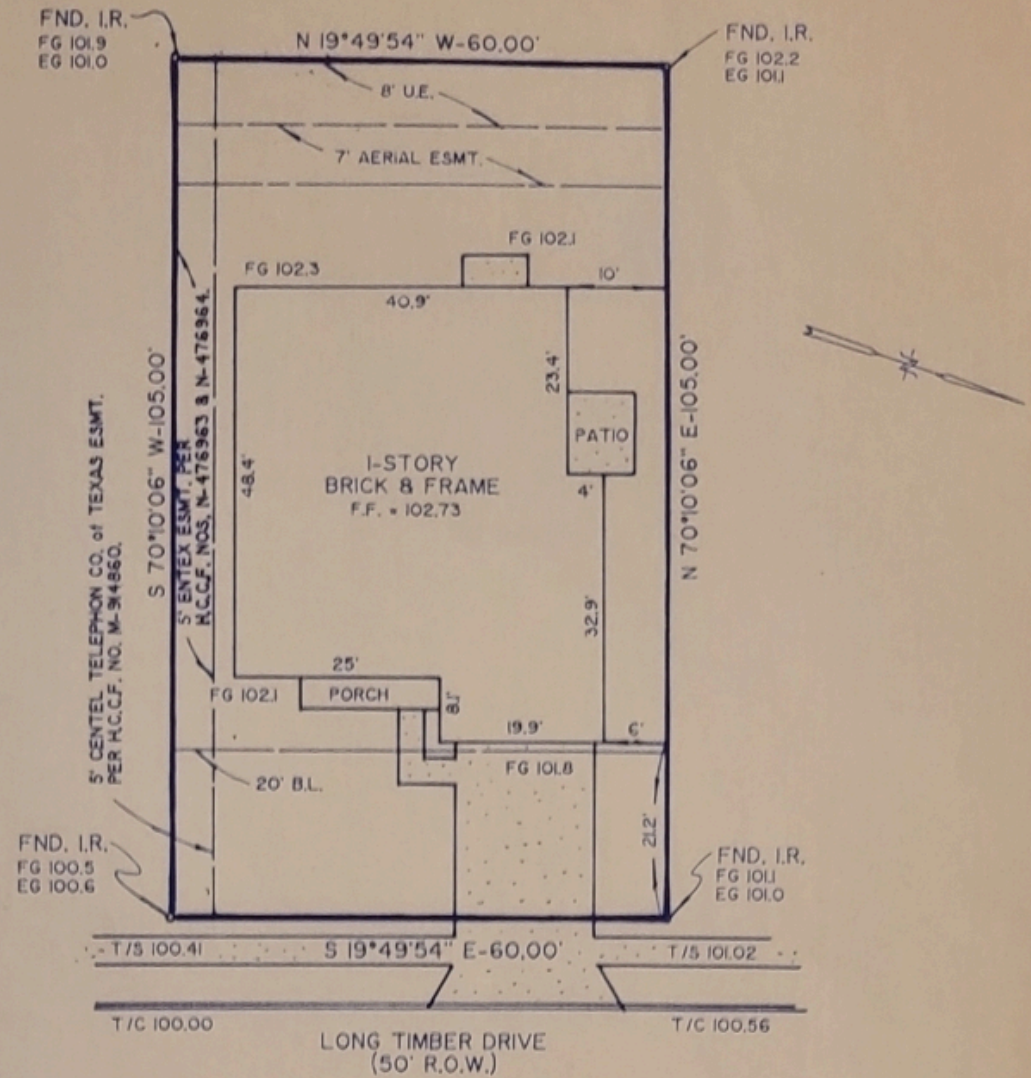 FND. I.R.
FG 101.9
EG 101.0
N 19°49'54" W-60.00'
FND. I.R.
FG 102.2
EG 101.1
8' U.E.
7' AERIAL ESMT.
FG 102.1
FG 102.3
10'
40.9'
23.4'
PATIO
4'
1-STORY
BRICK & FRAME
F.F. = 102.73
48.4'
S 70°10'06" W-105.00'
5' ENTEX ESMT. PER
H.C.C.F. NOS. N-476963 & N-476964.
5' CENTEL TELEPHON CO. of TEXAS ESMT.
PER H.C.C.F. NO. M-914860.
N 70°10'06" E-105.00'
N
32.9'
25'
FG 102.1
PORCH
8.1'
19.9'
6'
FG 101.8
20' B.L.
21.2'
FND. I.R.
FG 100.5
EG 100.6
FND. I.R.
FG 101.1
EG 101.0
T/S 100.41
S 19°49'54" E-60.00'
T/S 101.02
T/C 100.00
T/C 100.56
LONG TIMBER DRIVE
(50' R.O.W.)